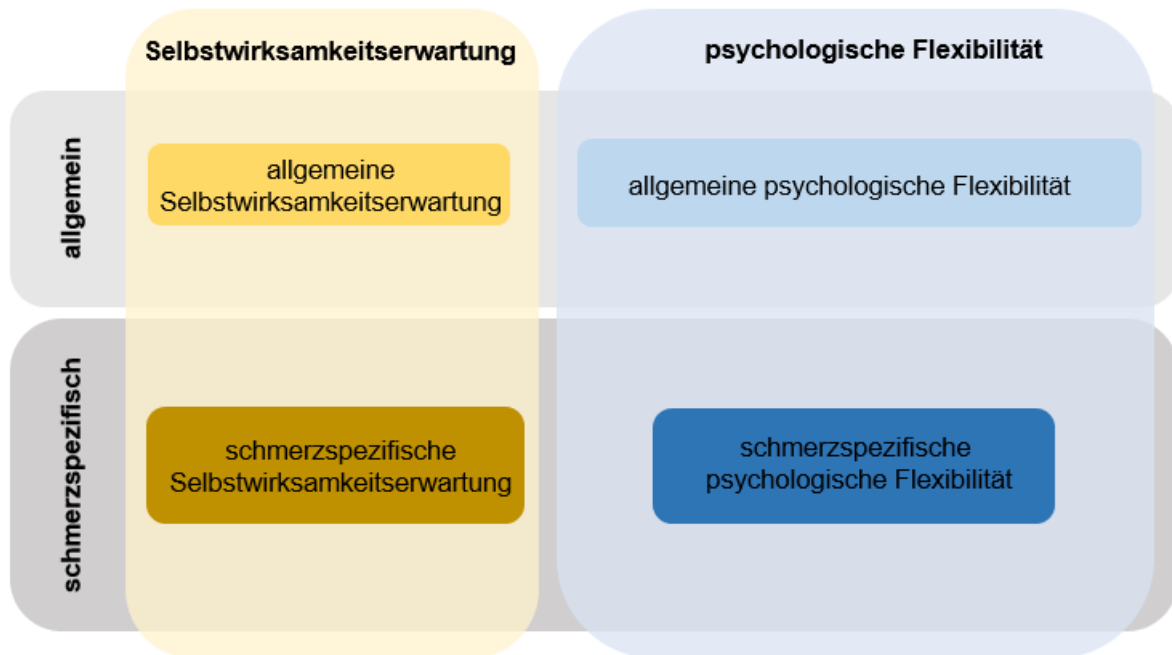 Selbstwirksamkeitserwartung
psychologische Flexibilität
allgemein
allgemeine
Selbstwirksamkeitserwartung
allgemeine psychologische Flexibilität
schmerzspezifisch
schmerzspezifische
Selbstwirksamkeitserwartung
schmerzspezifische
psychologische Flexibilität